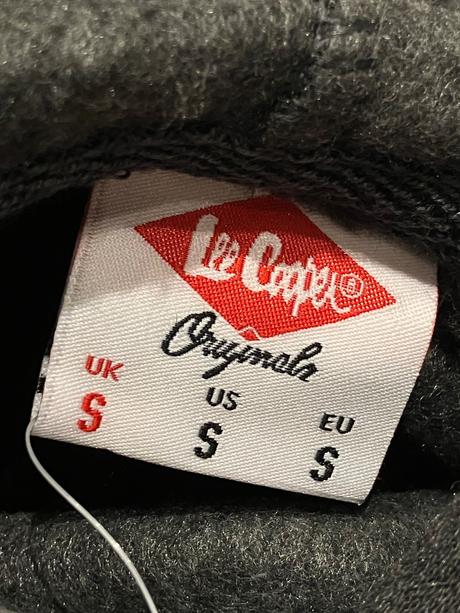 Lee Cooper®
Originals
UK US EU
S S S